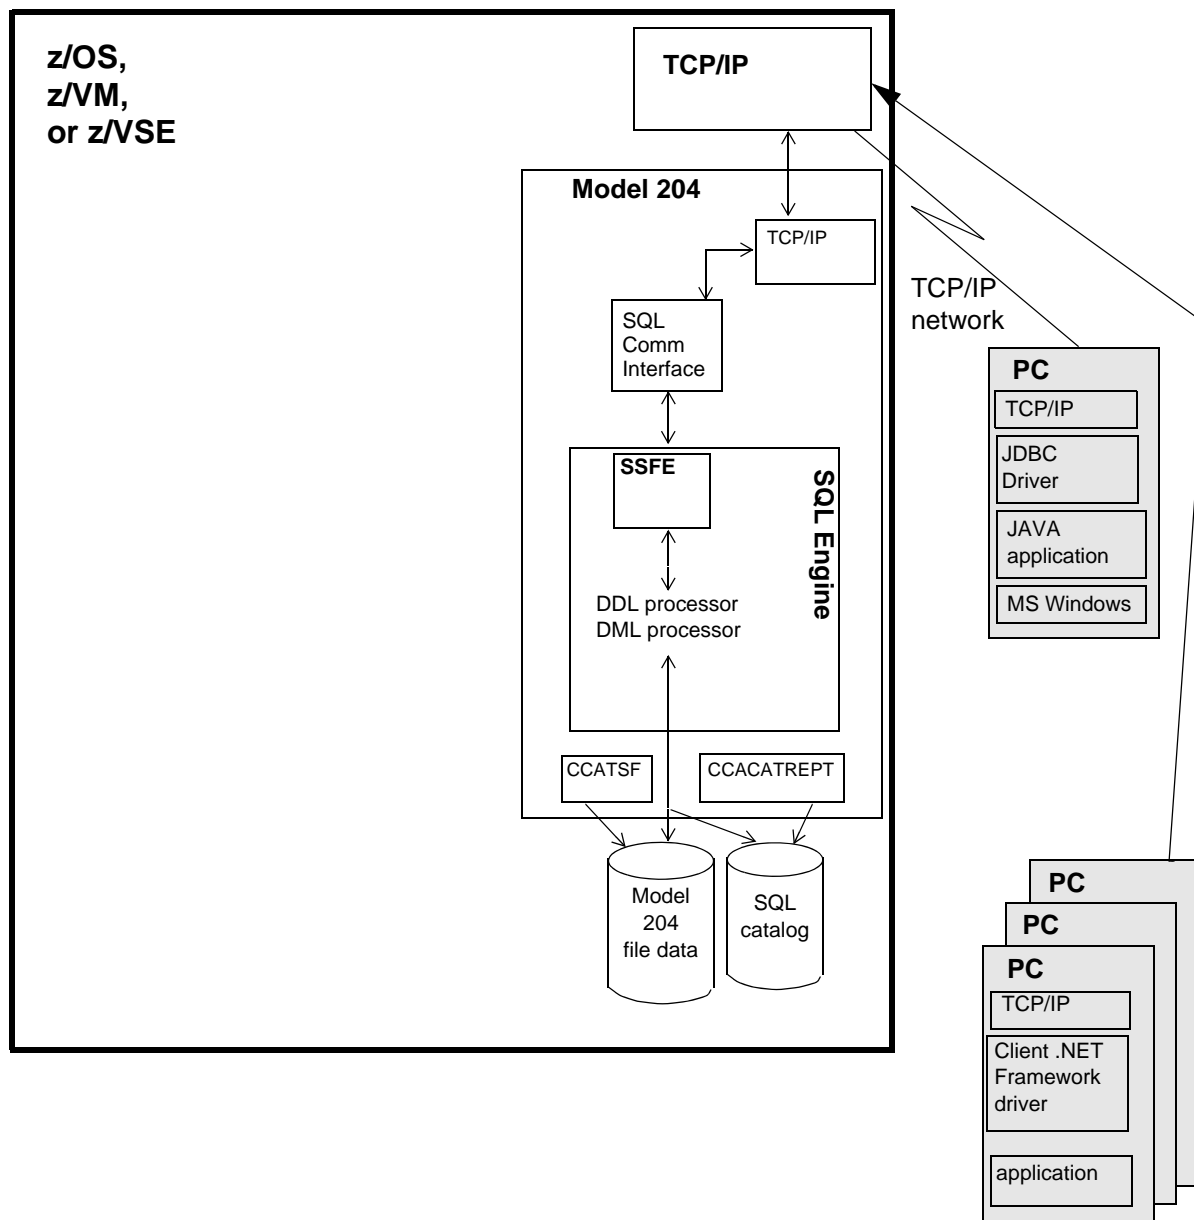 z/OS,
z/VM,
or z/VSE
TCP/IP
Model 204
TCP/IP
SQL
Comm
Interface
SSFE
SQL Engine
DDL processor
DML processor
CCATSF
CCACATREPT
Model
204
file data
SQL
catalog
TCP/IP
network
PC
TCP/IP
JDBC
Driver
JAVA
application
MS Windows
PC
PC
PC
TCP/IP
Client .NET
Framework
driver
application